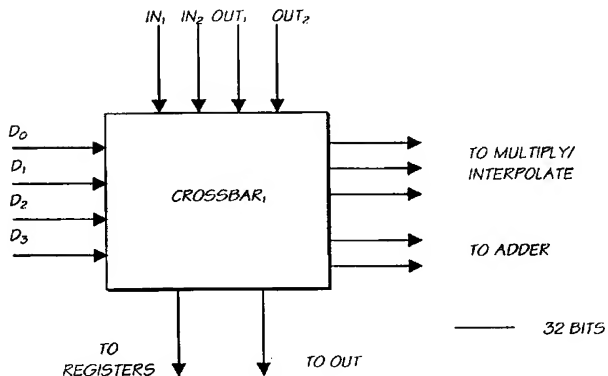 IN₁ IN₂ OUT₁ OUT₂
D₀
D₁
D₂
D₃
CROSSBAR₁
TO MULTIPLY/
INTERPOLATE
TO ADDER
32 BITS
TO
REGISTERS
TO OUT